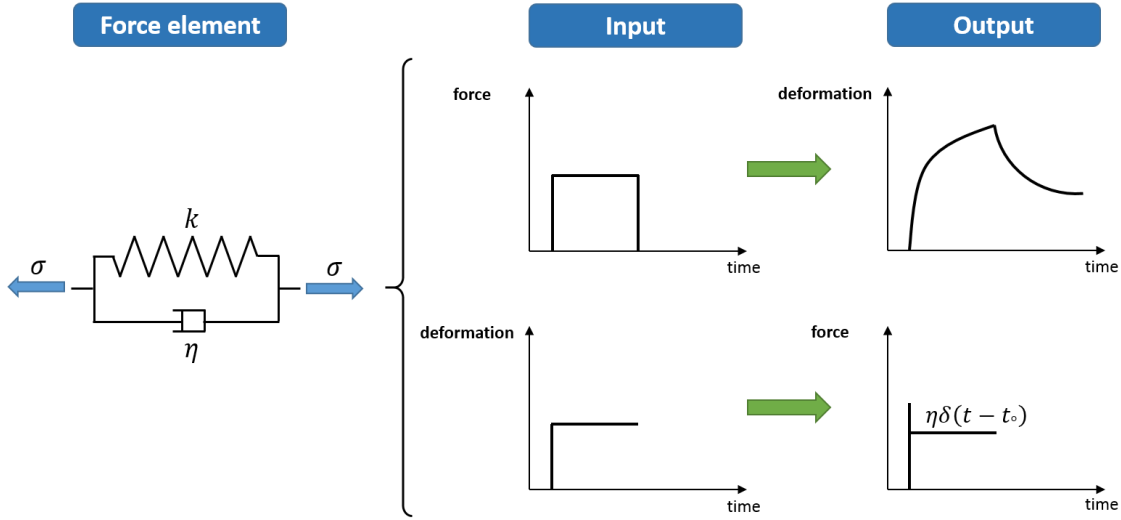 Force element
Input
Output
force
deformation
k
σ
σ
time
time
η
deformation
force
ηδ(t − t∘)
time
time